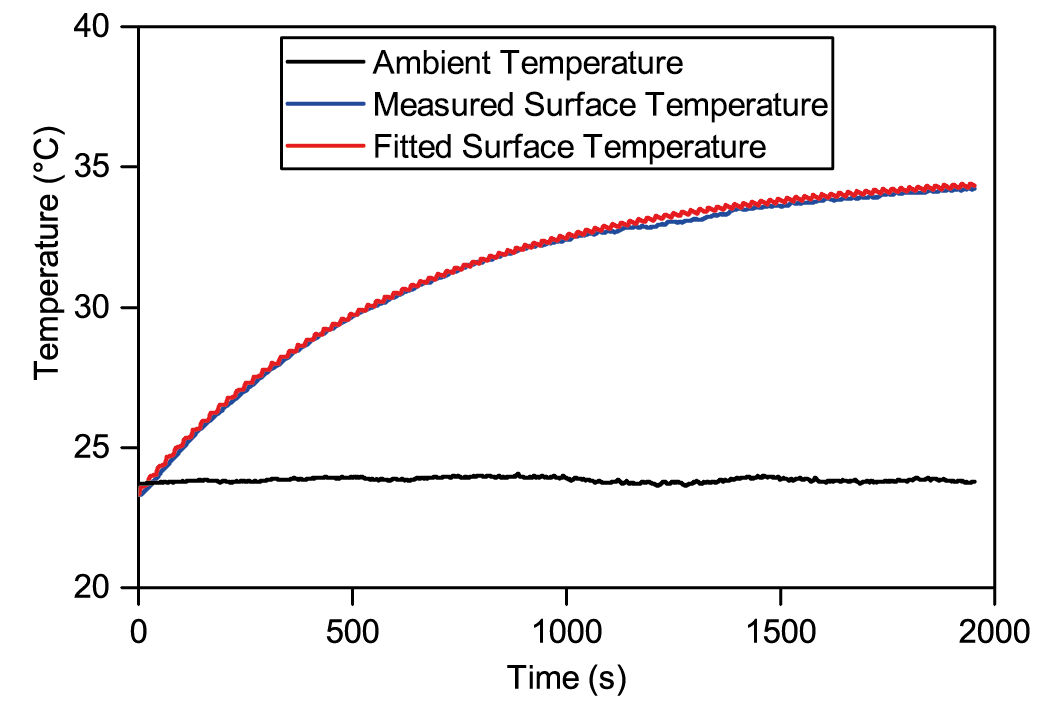 40
35
30
25
20
Temperature (°C)
Ambient Temperature
Measured Surface Temperature
Fitted Surface Temperature
0 500 1000 1500 2000
Time (s)